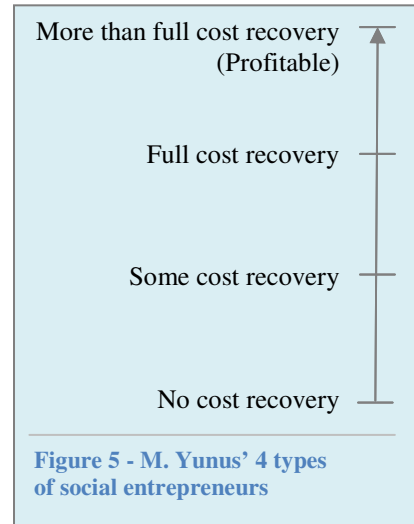 More than full cost recovery
(Profitable)
Full cost recovery
Some cost recovery
No cost recovery
Figure 5 - M. Yunus’ 4 types
of social entrepreneurs